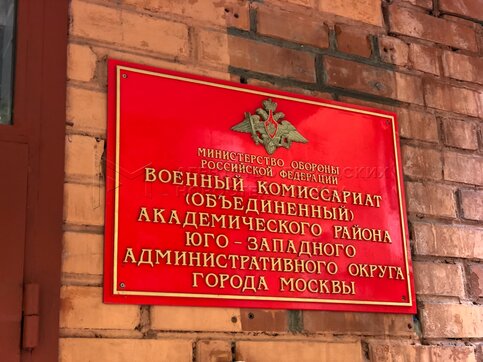 МИНИСТЕРСТВО ОБОРОНЫ
РОССИЙСКОЙ ФЕДЕРАЦИИ
ВОЕННЫЙ КОМИССАРИАТ
(ОБЪЕДИНЕННЫЙ)
АКАДЕМИЧЕСКОГО РАЙОНА
ЮГО-ЗАПАДНОГО
АДМИНИСТРАТИВНОГО ОКРУГА
ГОРОДА МОСКВЫ